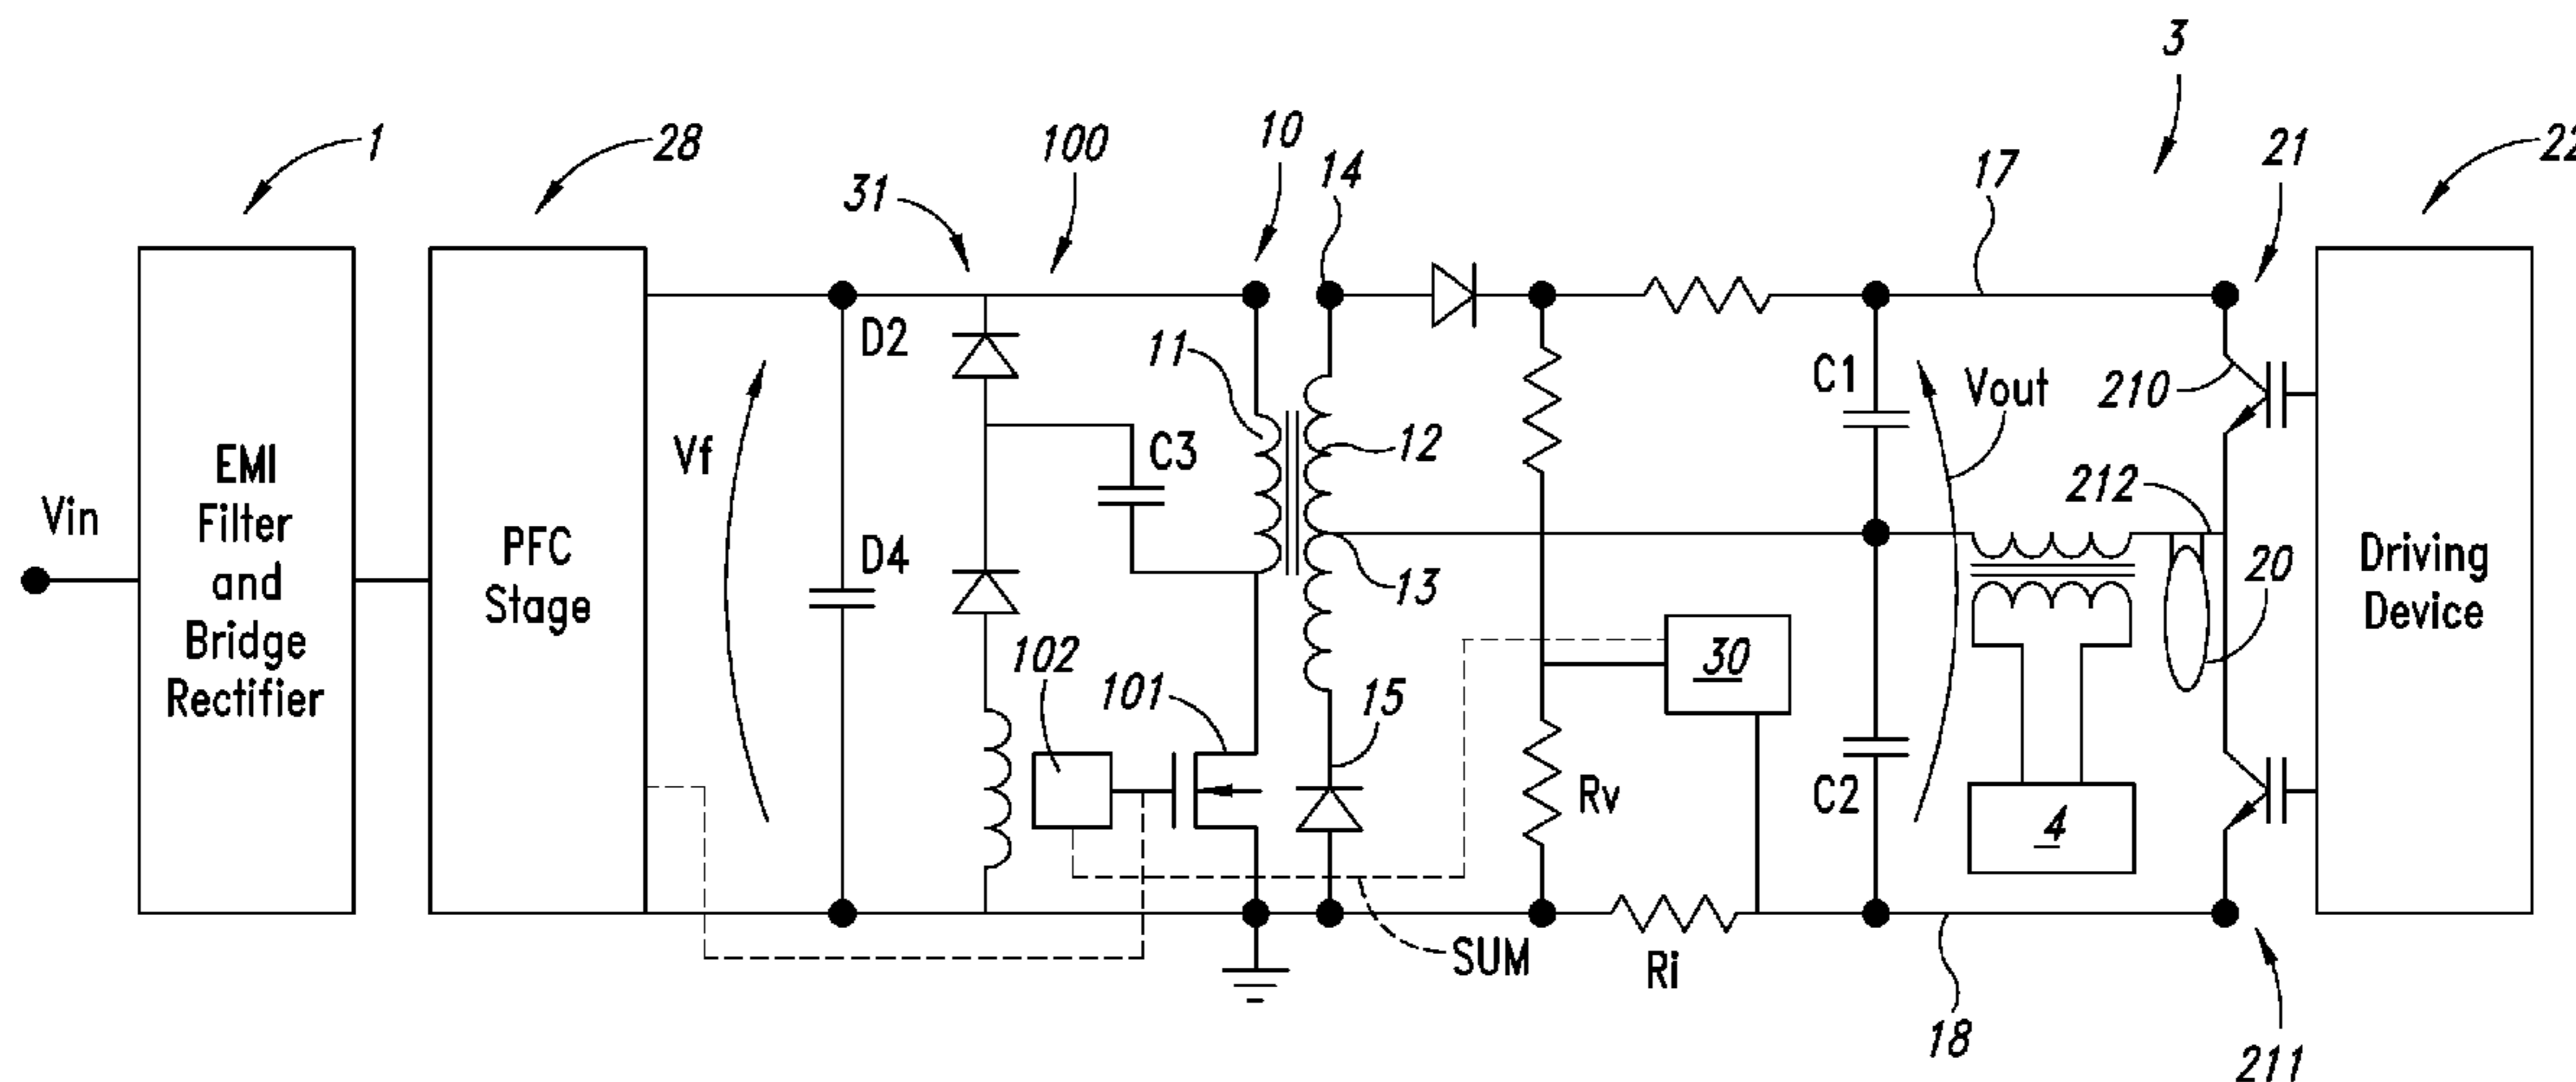 3
1
28
31
100
10
14
17
21
EMI
Filter
and
Bridge
Rectifier
Vin
PFC
Stage
Vf
D2
D4
C3
11
12
13
102
101
15
30
Rv
Ri
SUM
C1
C2
Vout
210
212
20
4
18
211
Driving
Device